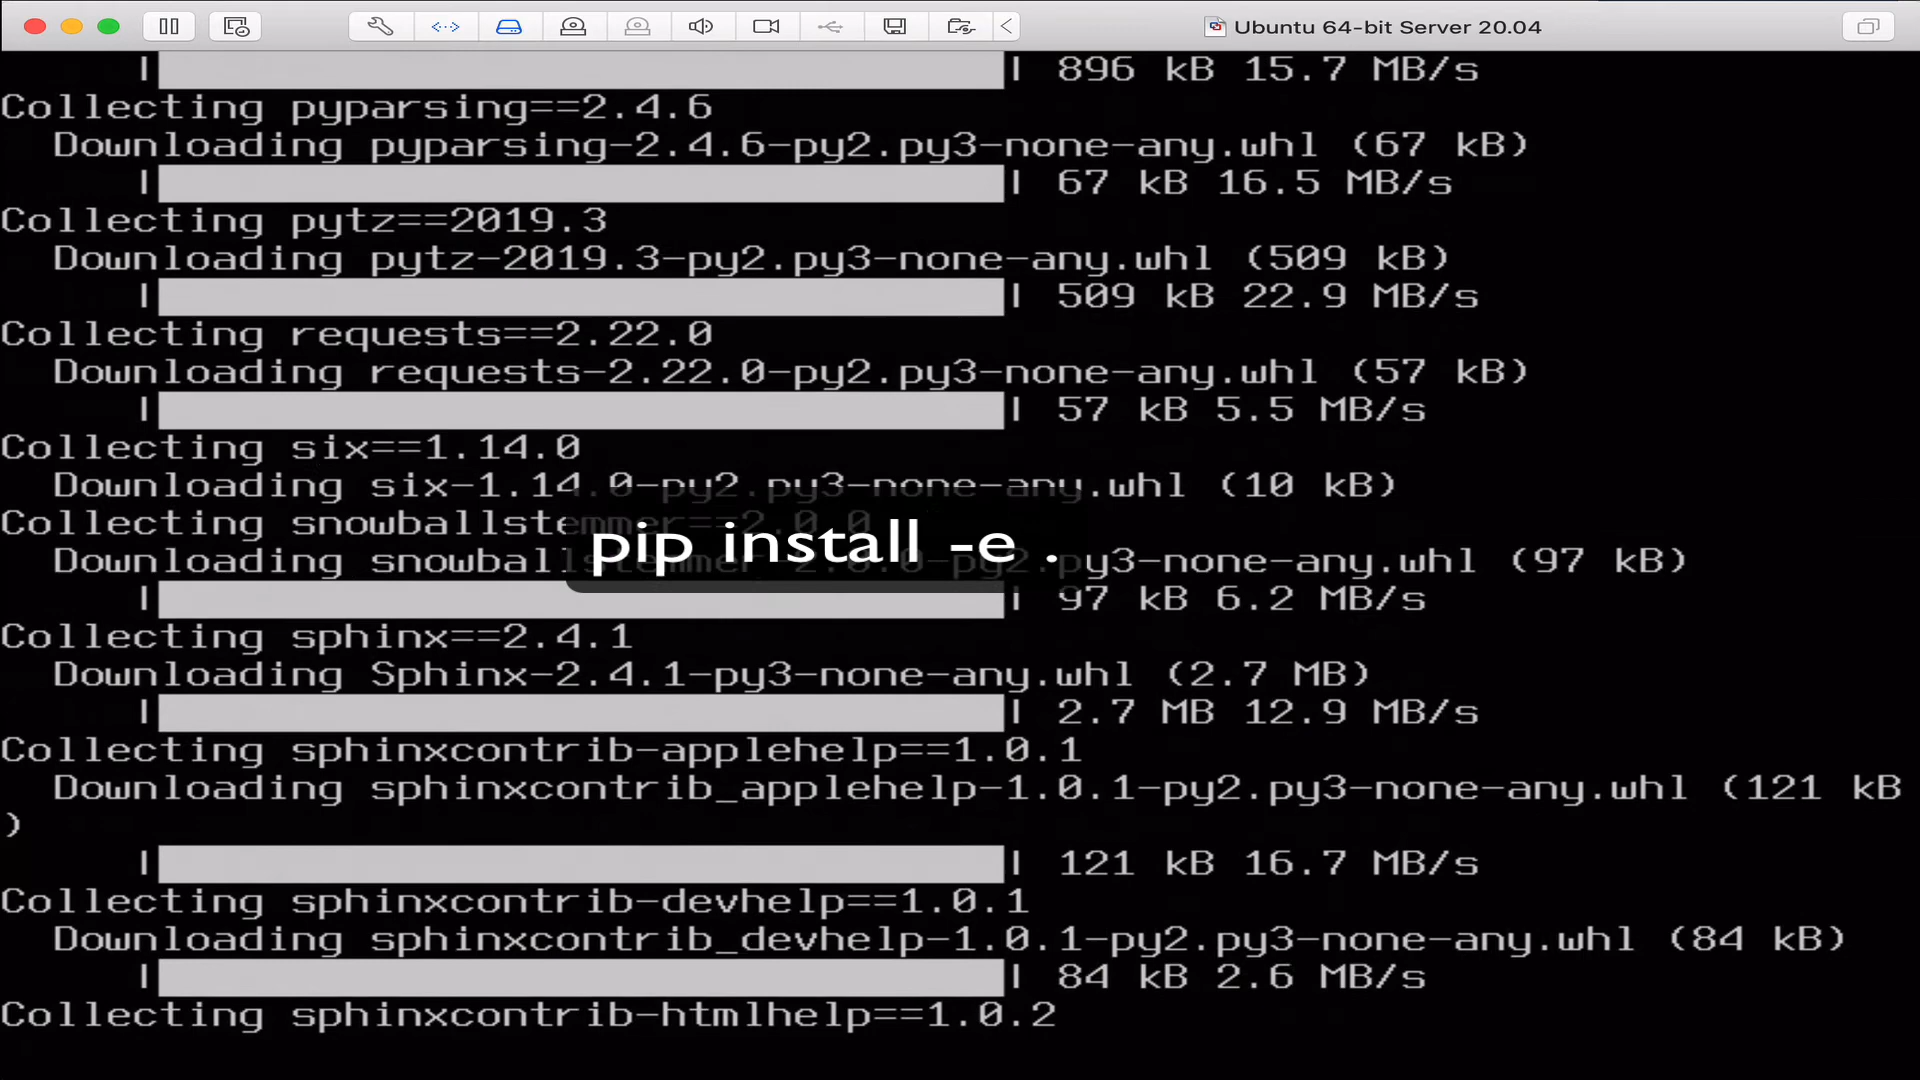 Ubuntu 64-bit Server 20.04
| | 896 kB 15.7 MB/s
Collecting pyparsing==2.4.6
Downloading pyparsing-2.4.6-py2.py3-none-any.whl (67 kB)
| | 67 kB 16.5 MB/s
Collecting pytz==2019.3
Downloading pytz-2019.3-py2.py3-none-any.whl (509 kB)
| | 509 kB 22.9 MB/s
Collecting requests==2.22.0
Downloading requests-2.22.0-py2.py3-none-any.whl (57 kB)
| | 57 kB 5.5 MB/s
Collecting six==1.14.0
Downloading six-1.14.0-py2.py3-none-any.whl (10 kB)
Collecting snowballstemmer==2.0.0
pip install -e .
Downloading snowballstemmer-2.0.0-py2.py3-none-any.whl (97 kB)
| | 97 kB 6.2 MB/s
Collecting sphinx==2.4.1
Downloading Sphinx-2.4.1-py3-none-any.whl (2.7 MB)
| | 2.7 MB 12.9 MB/s
Collecting sphinxcontrib-applehelp==1.0.1
Downloading sphinxcontrib_applehelp-1.0.1-py2.py3-none-any.whl (121 kB
)
| | 121 kB 16.7 MB/s
Collecting sphinxcontrib-devhelp==1.0.1
Downloading sphinxcontrib_devhelp-1.0.1-py2.py3-none-any.whl (84 kB)
| | 84 kB 2.6 MB/s
Collecting sphinxcontrib-htmlhelp==1.0.2